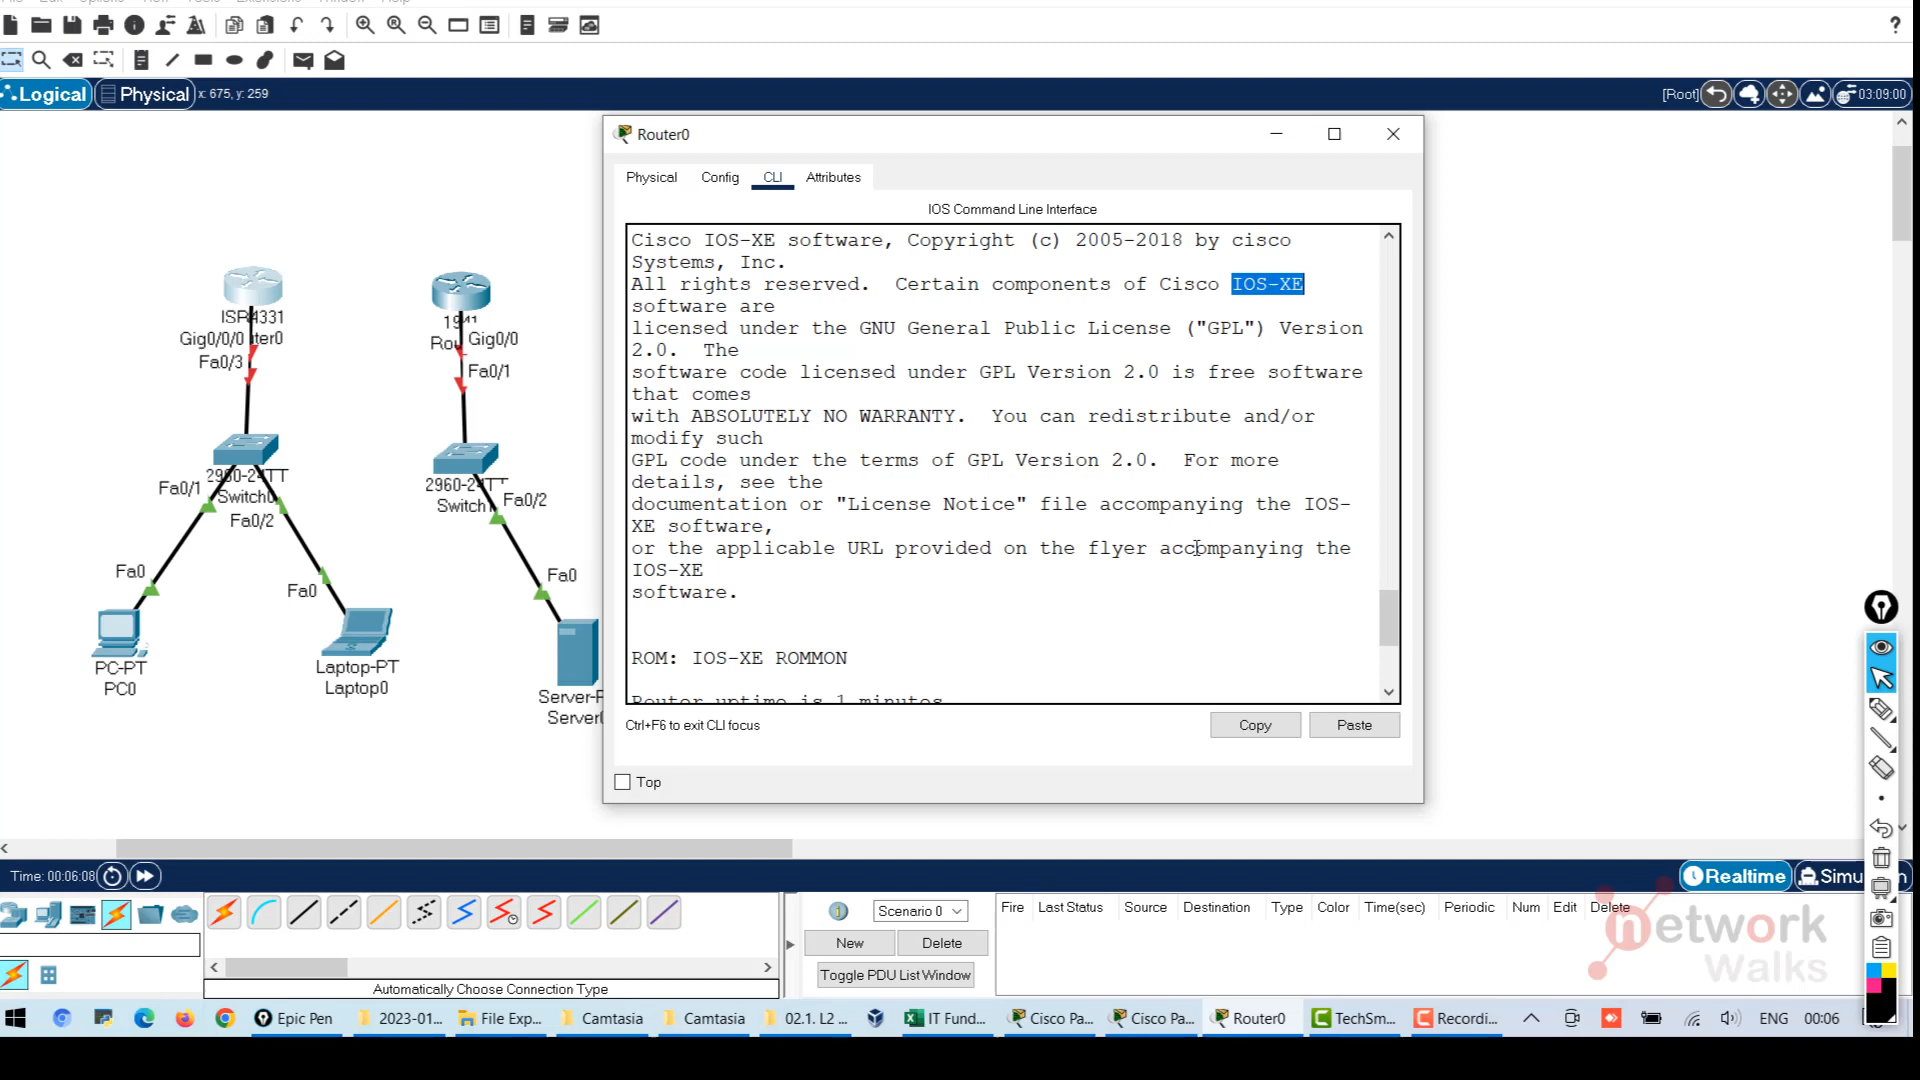 Logical
Physical
x: 675, y: 259
[Root]
03:09:00
Router0
Physical
Config
CLI
Attributes
IOS Command Line Interface
Cisco IOS-XE software, Copyright (c) 2005-2018 by cisco
Systems, Inc.
All rights reserved.  Certain components of Cisco IOS-XE
software are
licensed under the GNU General Public License ("GPL") Version
2.0.  The
software code licensed under GPL Version 2.0 is free software
that comes
with ABSOLUTELY NO WARRANTY.  You can redistribute and/or
modify such
GPL code under the terms of GPL Version 2.0.  For more
details, see the
documentation or "License Notice" file accompanying the IOS-
XE software,
or the applicable URL provided on the flyer accompanying the
IOS-XE
software.
ROM: IOS-XE ROMMON
Router uptime is 1 minutes
Ctrl+F6 to exit CLI focus
Copy
Paste
Top
ISR4331
Gig0/0/0
Fa0/3
2960-24TT
Switch0
Fa0/1
Fa0/2
Fa0
Fa0
PC-PT
PC0
Laptop-PT
Laptop0
1941
Gig0/0
Fa0/1
2960-24TT
Switch1
Fa0/2
Fa0
Time: 00:06:08
Realtime
Scenario 0
New
Delete
Toggle PDU List Window
Fire
Last Status
Source
Destination
Type
Color
Time(sec)
Periodic
Num
Edit
Delete
network
Walks
Automatically Choose Connection Type
Epic Pen
2023-01...
File Exp...
Camtasia
Camtasia
02.1. L2 ...
IT Fund...
Cisco Pa...
Cisco Pa...
Router0
TechSm...
Recordi...
ENG
00:06